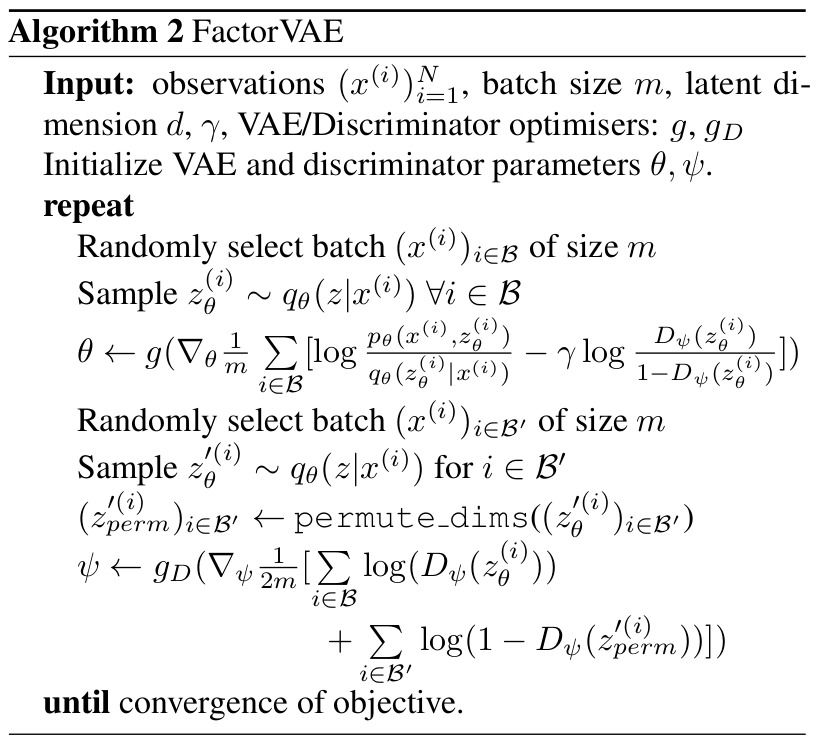 Algorithm 2 FactorVAE
Input: observations $(x^{(i)})_{i=1}^{N}$, batch size $m$, latent di-
mension $d$, $\gamma$, VAE/Discriminator optimisers: $g$, $g_D$
Initialize VAE and discriminator parameters $\theta, \psi$.
repeat
Randomly select batch $(x^{(i)})_{i \in \mathcal{B}}$ of size $m$
Sample $z_{\theta}^{(i)} \sim q_{\theta}(z|x^{(i)})\ \forall i \in \mathcal{B}$
$\theta \leftarrow g(\nabla_{\theta} \frac{1}{m} \sum_{i \in \mathcal{B}} [\log \frac{p_{\theta}(x^{(i)}, z_{\theta}^{(i)})}{q_{\theta}(z_{\theta}^{(i)}|x^{(i)})} - \gamma \log \frac{D_{\psi}(z_{\theta}^{(i)})}{1 - D_{\psi}(z_{\theta}^{(i)})}])$
Randomly select batch $(x^{(i)})_{i \in \mathcal{B}'}$ of size $m$
Sample $z_{\theta}'^{(i)} \sim q_{\theta}(z|x^{(i)})$ for $i \in \mathcal{B}'$
$(z_{perm}'^{(i)})_{i \in \mathcal{B}'} \leftarrow$ permute_dims($(z_{\theta}'^{(i)})_{i \in \mathcal{B}'}$)
$\psi \leftarrow g_D(\nabla_{\psi} \frac{1}{2m} [\sum_{i \in \mathcal{B}} \log(D_{\psi}(z_{\theta}^{(i)}))$
$+ \sum_{i \in \mathcal{B}'} \log(1 - D_{\psi}(z_{perm}'^{(i)}))])$
until convergence of objective.